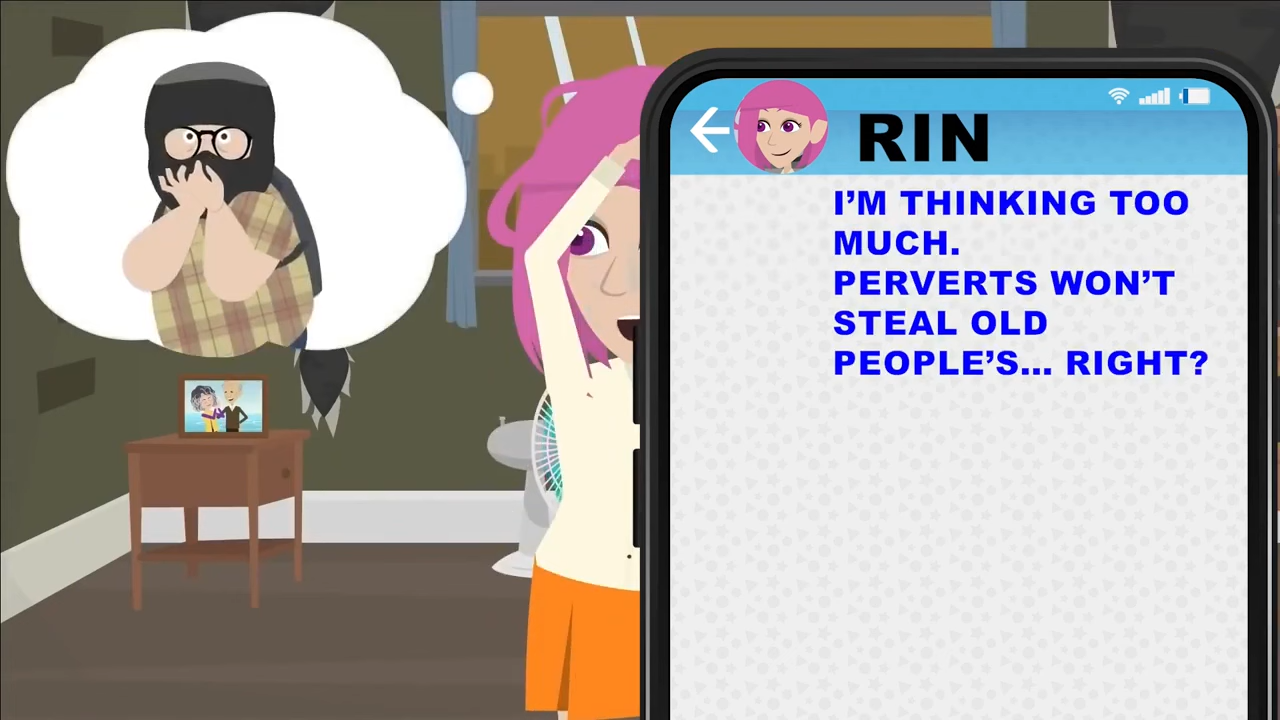 RIN
I’M THINKING TOO
MUCH.
PERVERTS WON’T
STEAL OLD
PEOPLE’S... RIGHT?